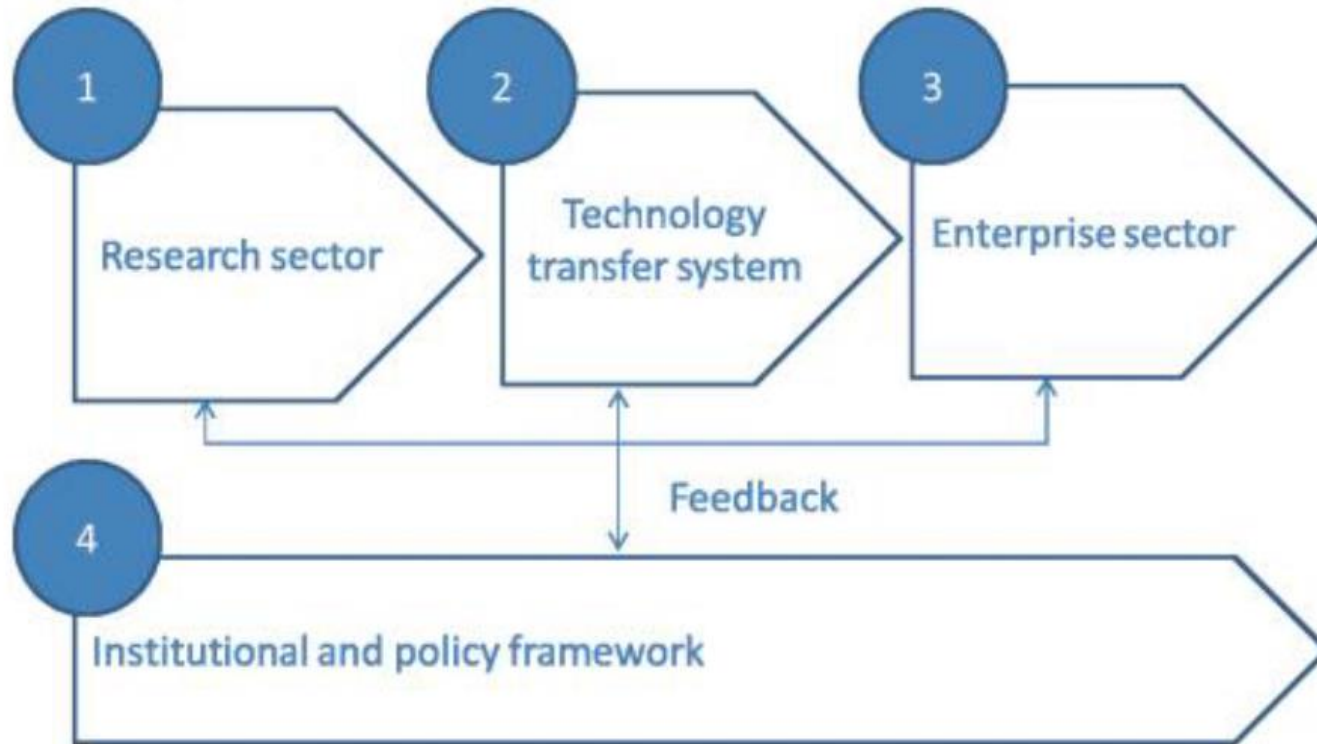 1
Research sector
2
Technology
transfer system
3
Enterprise sector
Feedback
4
Institutional and policy framework